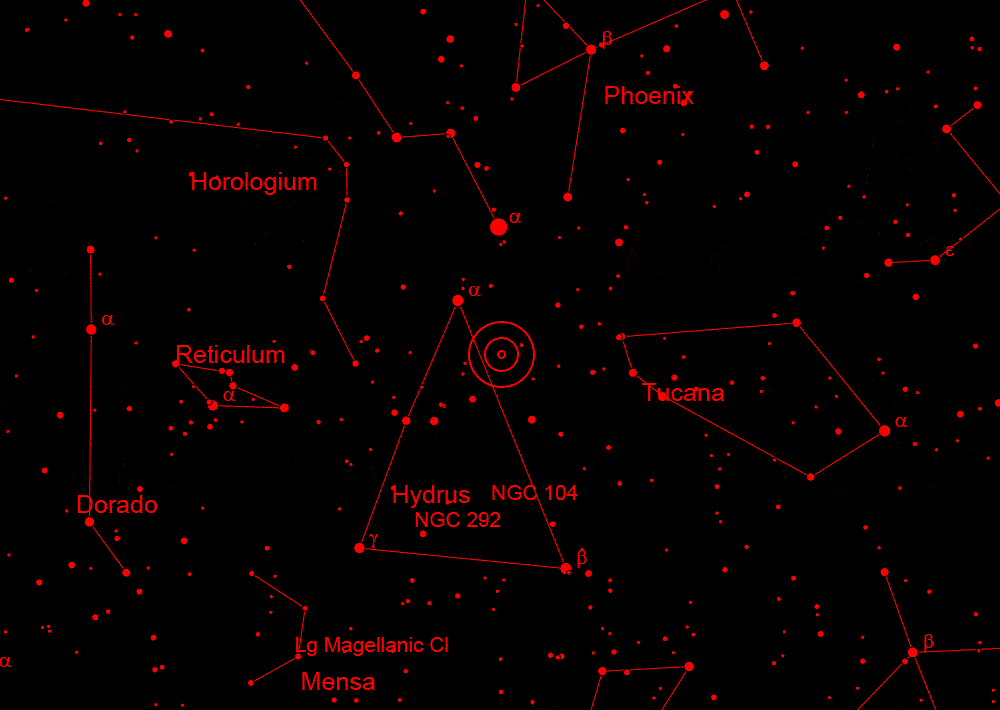 β
Phoenix
Horologium
α
ε
α
α
Reticulum
α
Tucana
α
Hydrus NGC 104
Dorado
NGC 292
γ
β
β
Lg Magellanic Cl
α
Mensa